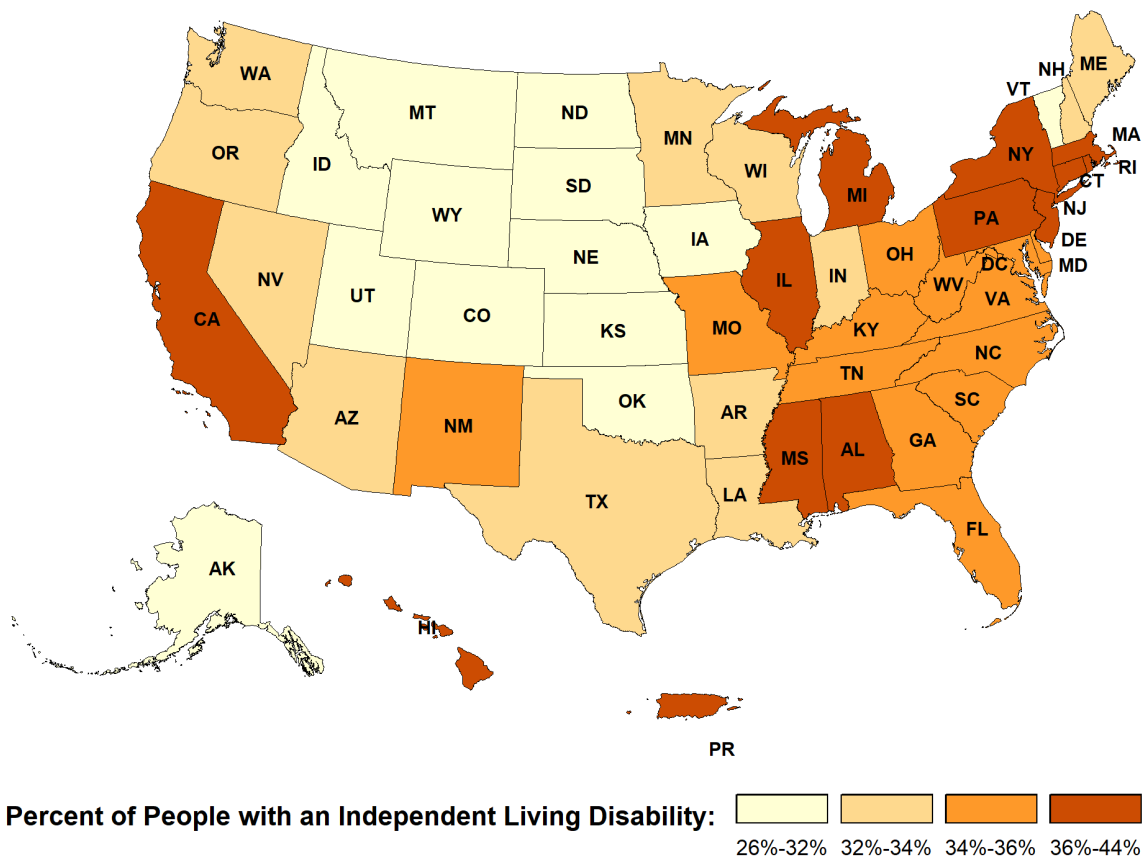 WA
MT
ND
MN
VT
NH
ME
OR
ID
SD
WI
MI
NY
MA
RI
CT
WY
IA
NE
PA
NJ
DE
MD
DC
NV
UT
CO
KS
MO
IL
IN
OH
WV
VA
KY
CA
AZ
NM
OK
AR
TN
NC
SC
MS
AL
GA
TX
LA
FL
AK
HI
PR
Percent of People with an Independent Living Disability:
26%-32%
32%-34%
34%-36%
36%-44%